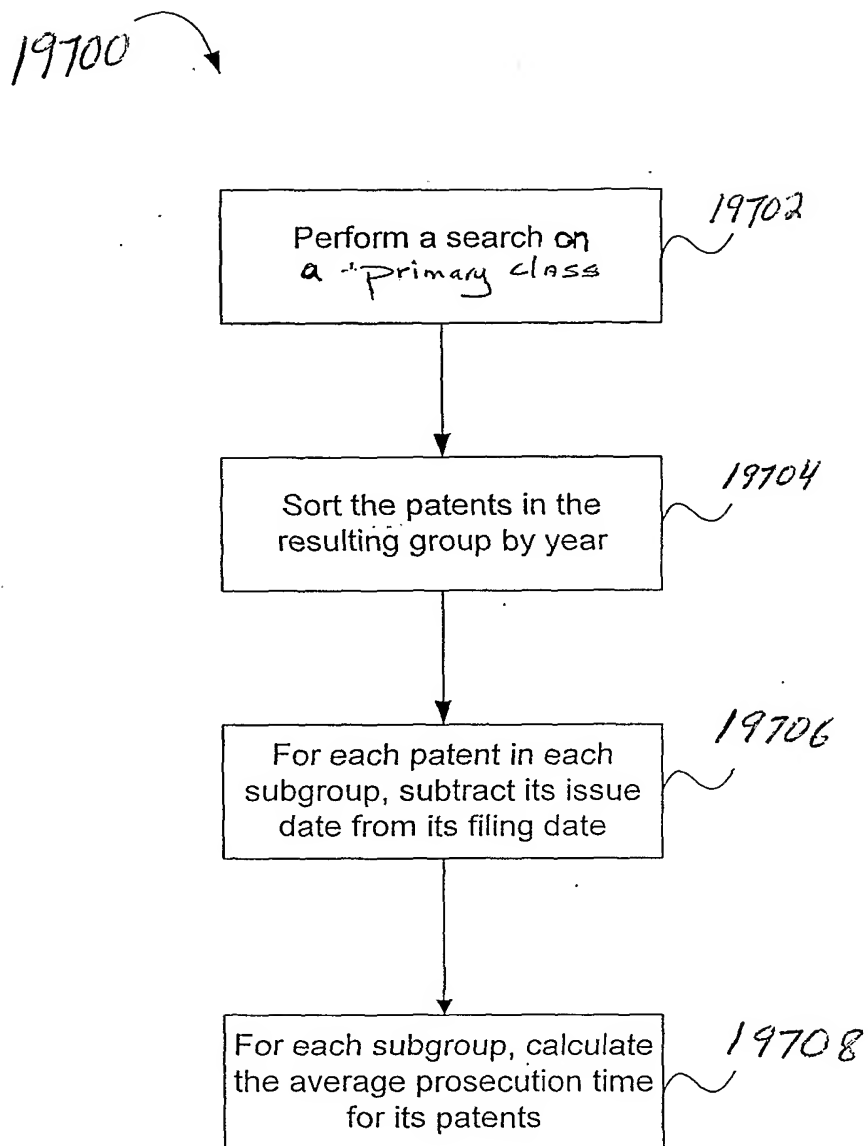 19700
19702
Perform a search on
a primary class
19704
Sort the patents in the
resulting group by year
19706
For each patent in each
subgroup, subtract its issue
date from its filing date
19708
For each subgroup, calculate
the average prosecution time
for its patents